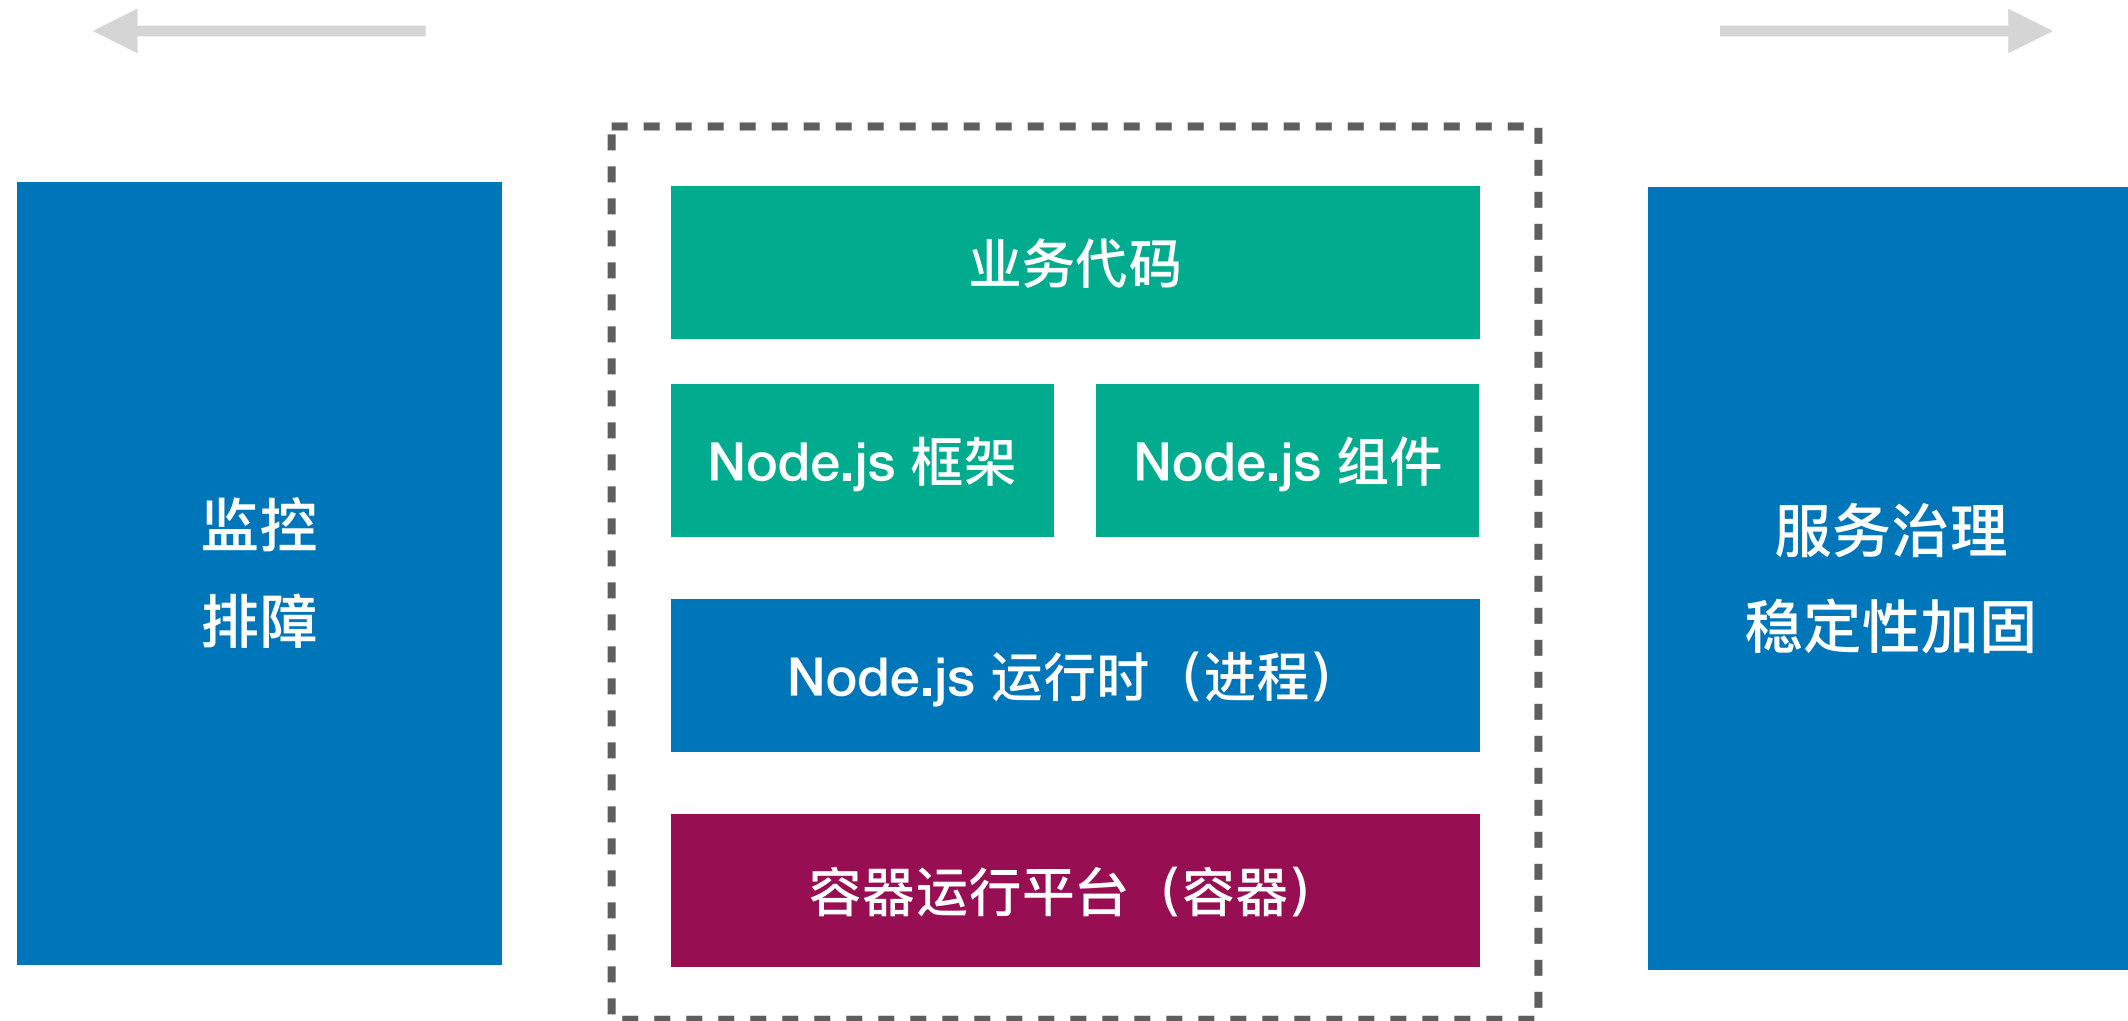 监控
排障
业务代码
Node.js 框架
Node.js 组件
Node.js 运行时（进程）
容器运行平台（容器）
服务治理
稳定性加固